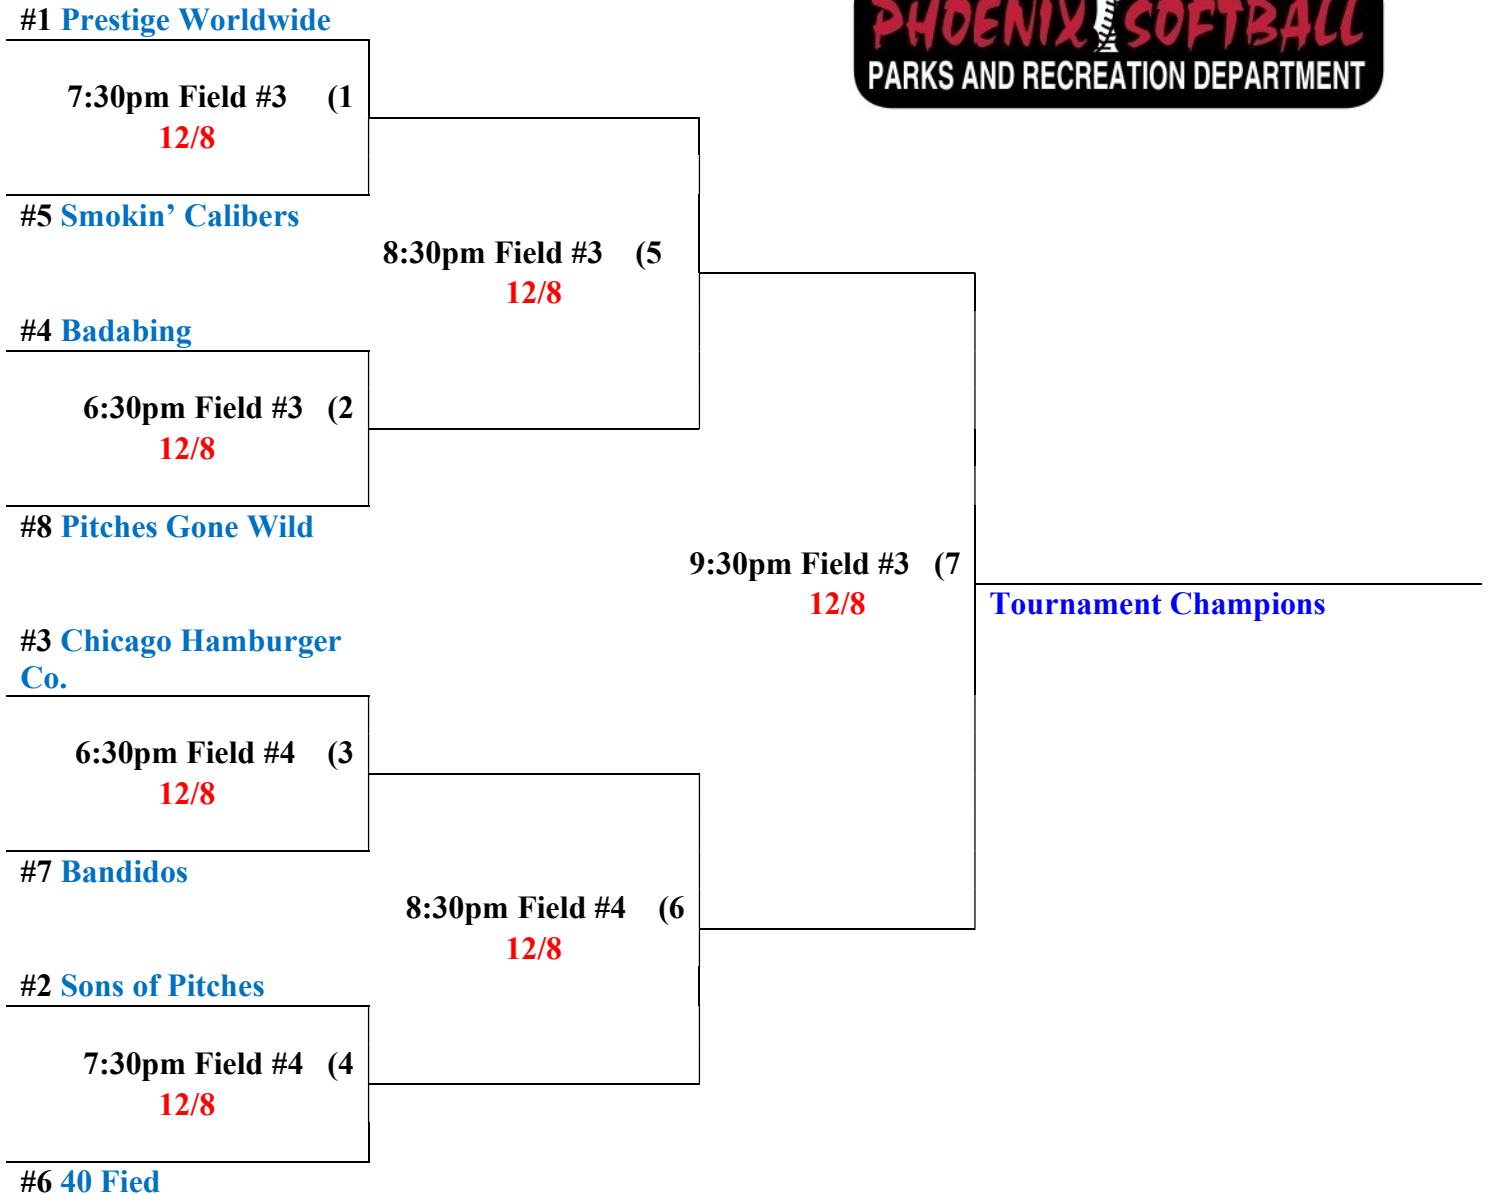 #1 Prestige Worldwide
PHOENIX SOFTBALL
PARKS AND RECREATION DEPARTMENT
7:30pm Field #3 (1
12/8
#5 Smokin’ Calibers
8:30pm Field #3 (5
12/8
#4 Badabing
6:30pm Field #3 (2
12/8
#8 Pitches Gone Wild
9:30pm Field #3 (7
12/8
Tournament Champions
#3 Chicago Hamburger
Co.
6:30pm Field #4 (3
12/8
#7 Bandidos
8:30pm Field #4 (6
12/8
#2 Sons of Pitches
7:30pm Field #4 (4
12/8
#6 40 Fied